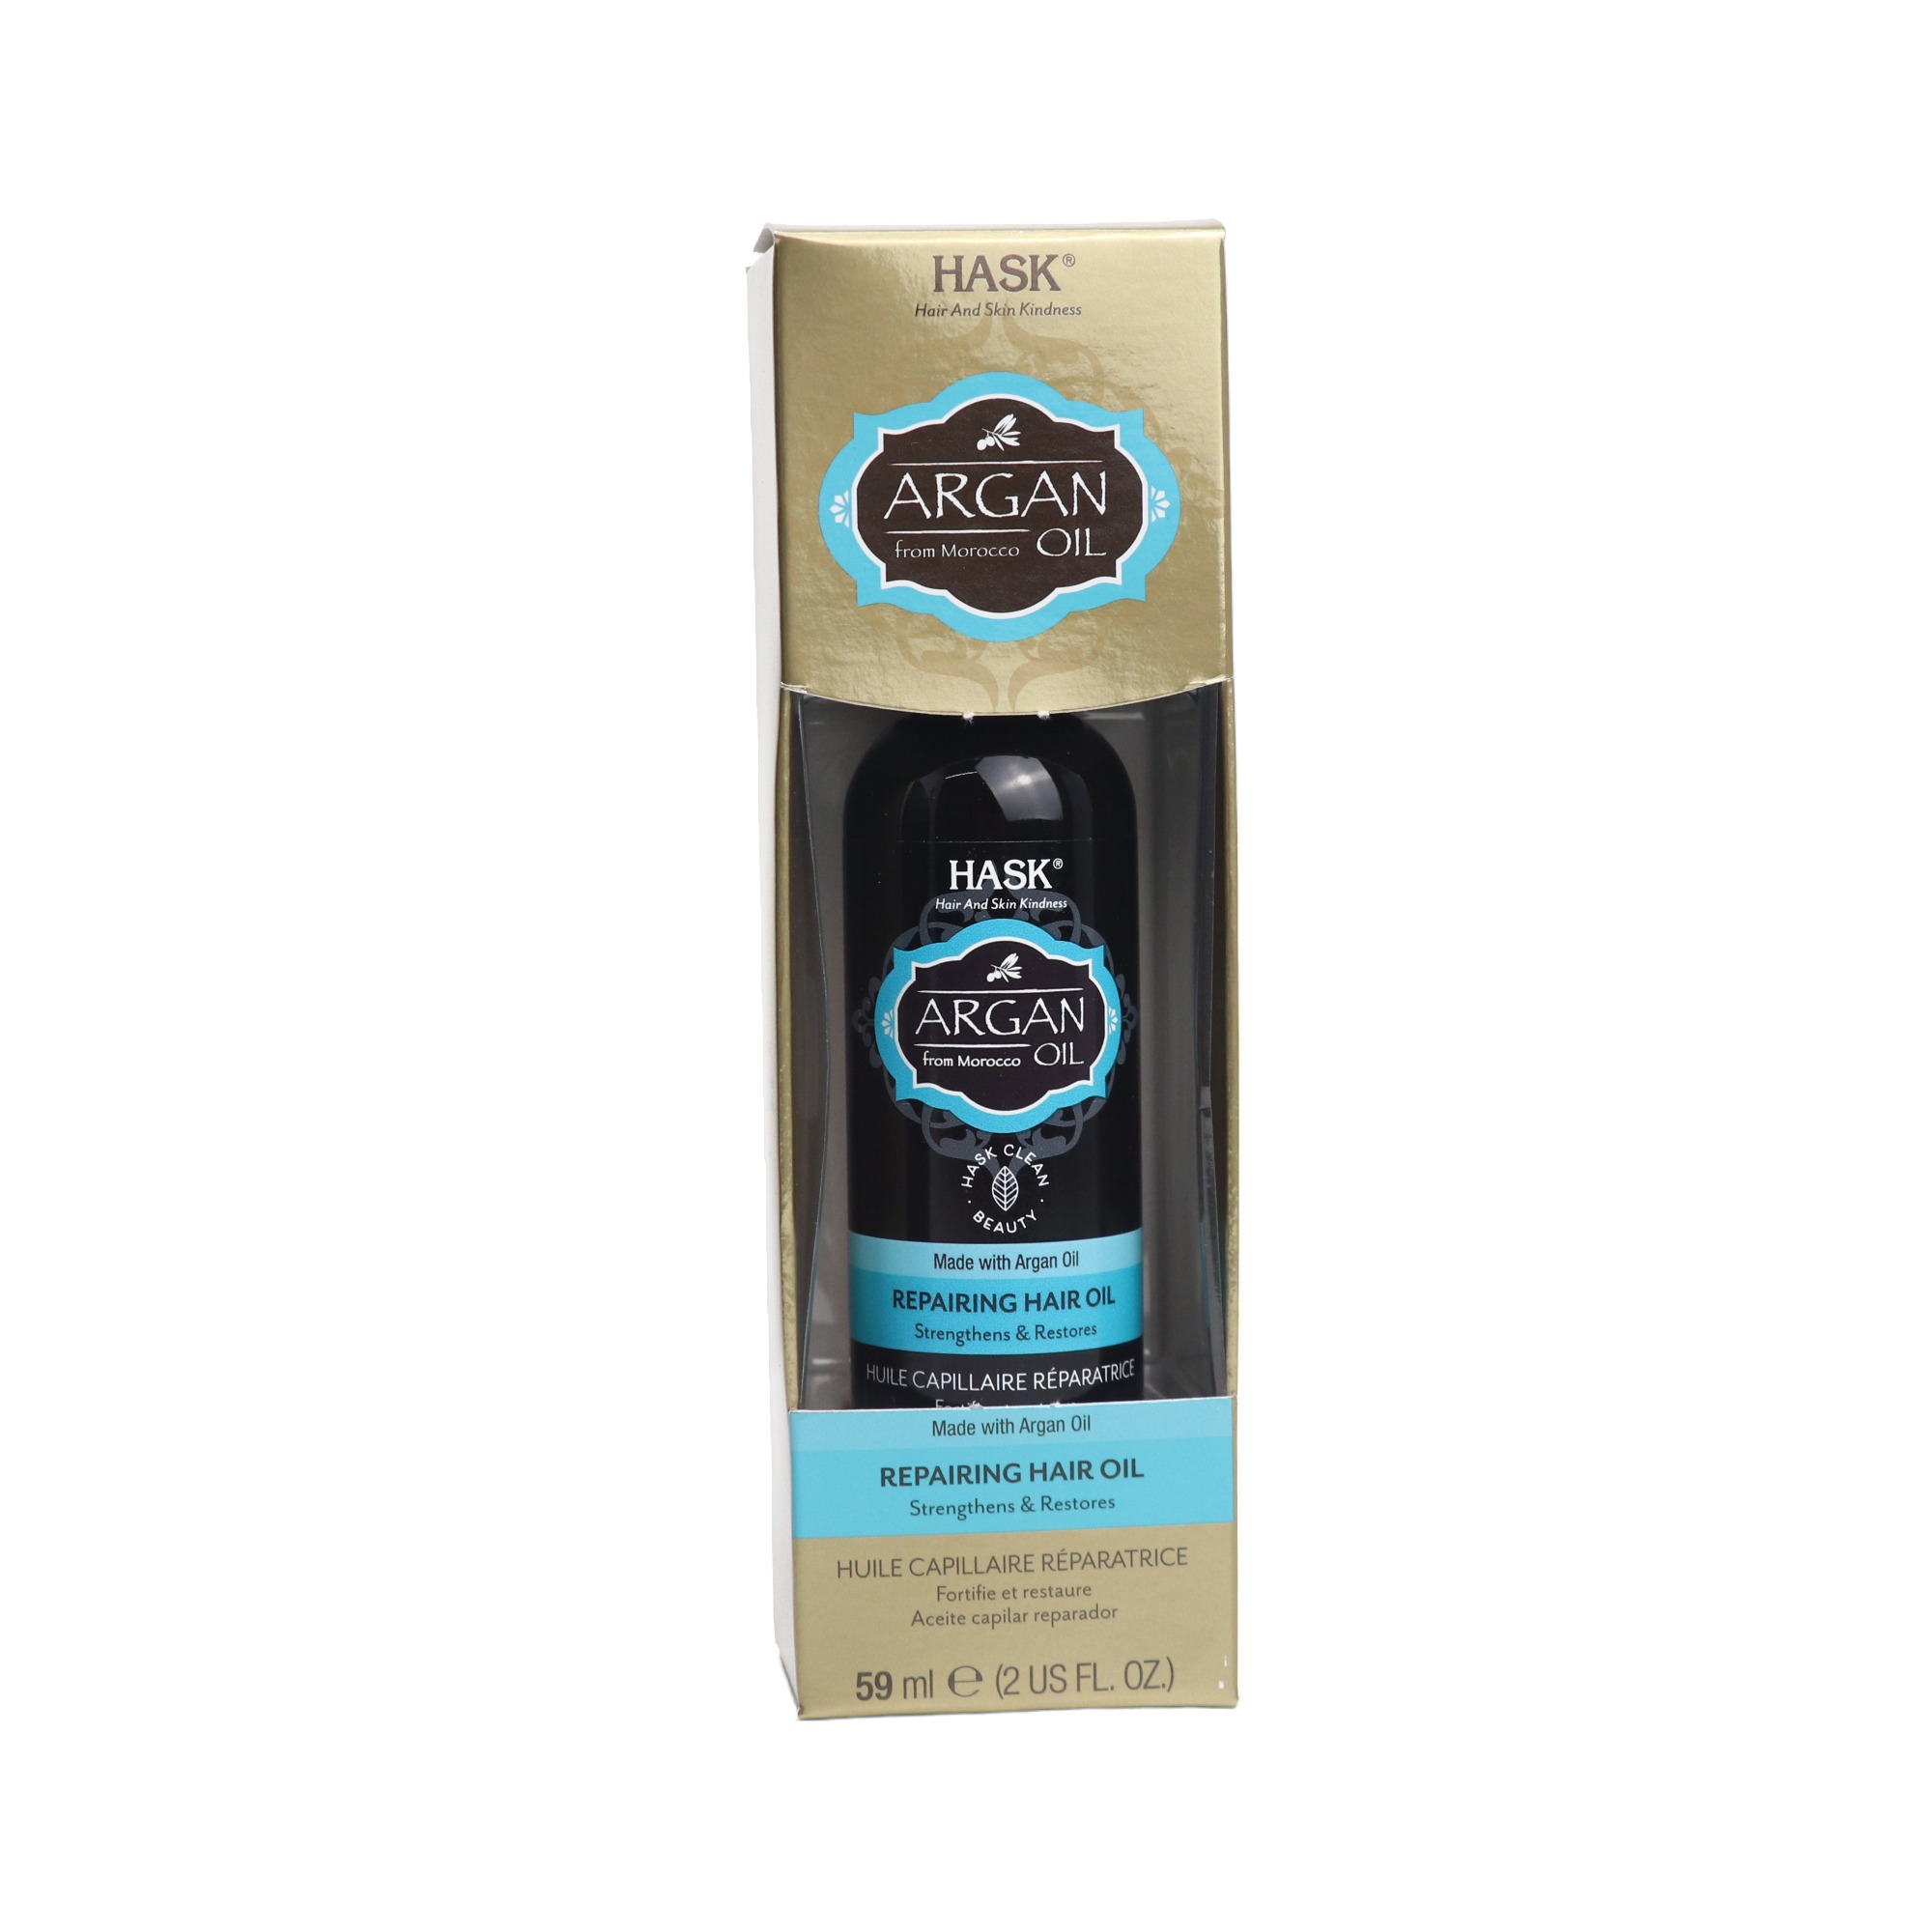 HASK®
Hair And Skin Kindness
ARGAN
from Morocco OIL
HASK®
Hair And Skin Kindness
ARGAN
from Morocco OIL
HASK CLEAN
BEAUTY
Made with Argan Oil
REPAIRING HAIR OIL
Strengthens & Restores
HUILE CAPILLAIRE RÉPARATRICE
Made with Argan Oil
REPAIRING HAIR OIL
Strengthens & Restores
HUILE CAPILLAIRE RÉPARATRICE
Fortifie et restaure
Aceite capilar reparador
59 ml ℮ (2 US FL. OZ.)